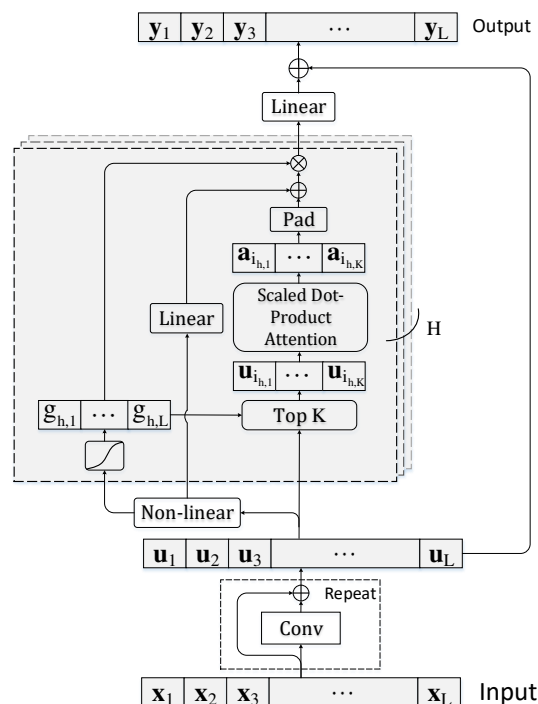 y1 y2 y3 ... yL Output
Linear
Pad
a_{i_{h,1}} ... a_{i_{h,K}}
Scaled Dot-
Product
Attention
Linear
H
u_{i_{h,1}} ... u_{i_{h,K}}
g_{h,1} ... g_{h,L}
Top K
Non-linear
u1 u2 u3 ... uL
Repeat
Conv
x1 x2 x3 ... xL Input